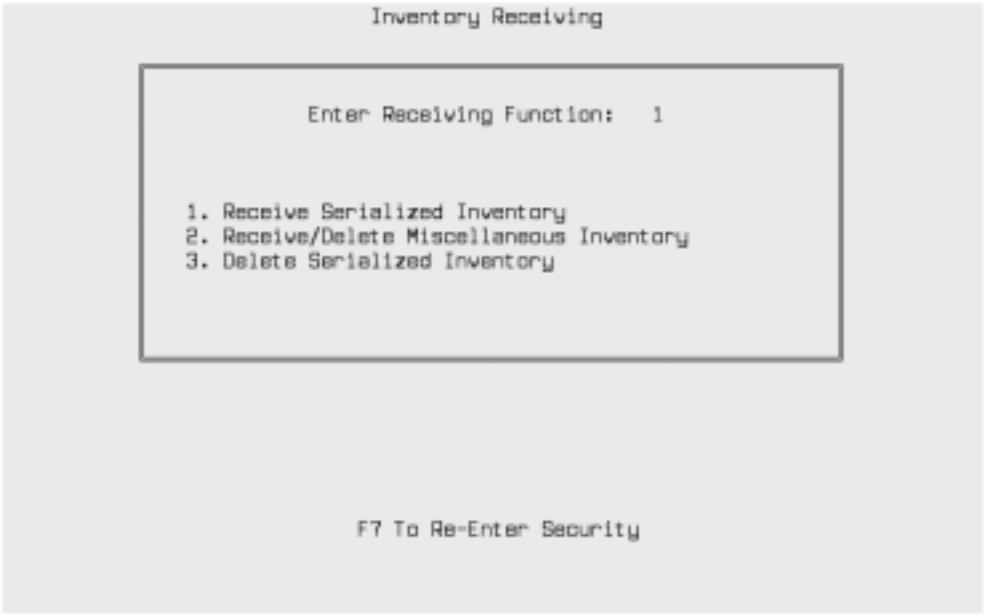 Inventory Receiving
Enter Receiving Function: 1
1. Receive Serialized Inventory
2. Receive/Delete Miscellaneous Inventory
3. Delete Serialized Inventory
F7 To Re-Enter Security